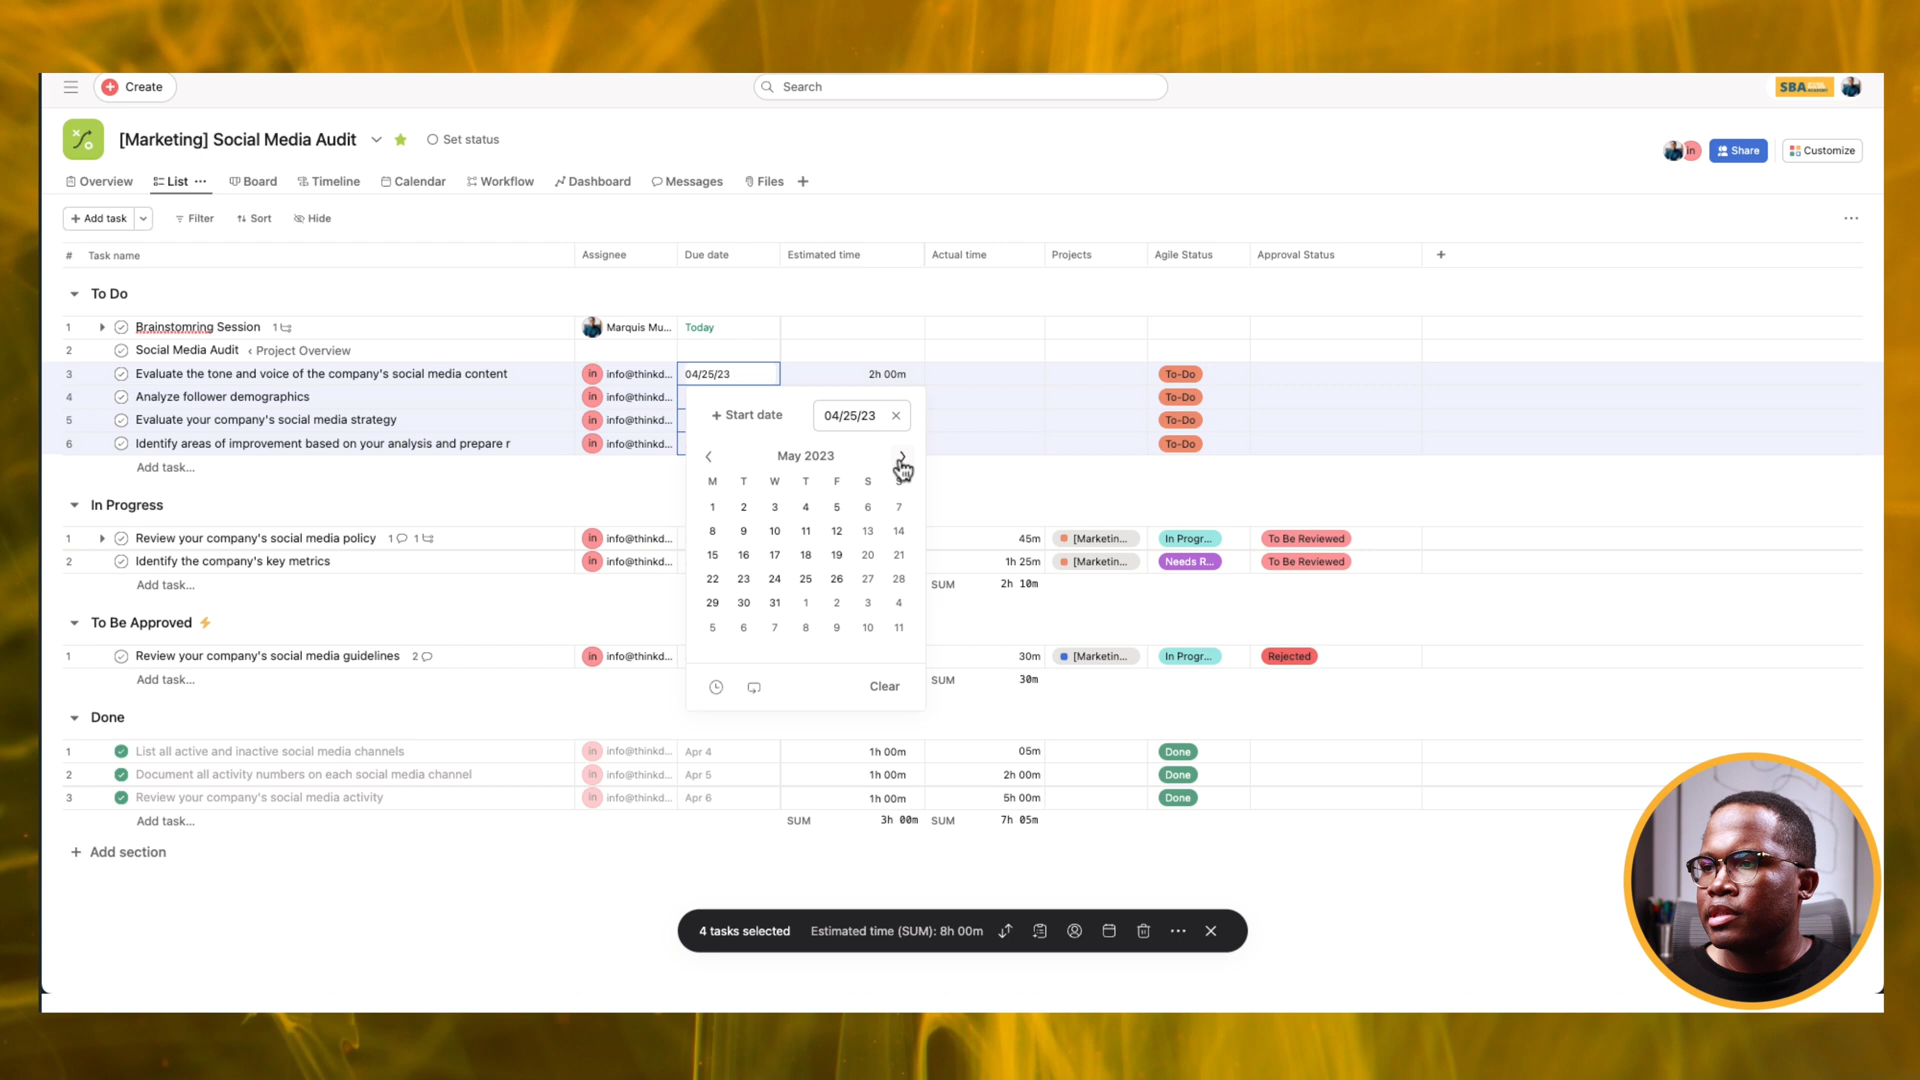 Create
Search
SBA
[Marketing] Social Media Audit
Set status
in
Share
Customize
Overview
List
Board
Timeline
Calendar
Workflow
Dashboard
Messages
Files
+
+ Add task
Filter
Sort
Hide
# Task name Assignee Due date Estimated time Actual time Projects Agile Status Approval Status +
To Do
1 Brainstomring Session 1 Marquis Mu... Today
2 Social Media Audit ‹ Project Overview
3 Evaluate the tone and voice of the company's social media content in info@thinkd... 04/25/23 2h 00m To-Do
4 Analyze follower demographics in info@thinkd... To-Do
5 Evaluate your company's social media strategy in info@thinkd... To-Do
6 Identify areas of improvement based on your analysis and prepare r in info@thinkd... To-Do
Add task...
+ Start date 04/25/23
May 2023
M T W T F S S
1 2 3 4 5 6 7
8 9 10 11 12 13 14
15 16 17 18 19 20 21
22 23 24 25 26 27 28
29 30 31 1 2 3 4
5 6 7 8 9 10 11
Clear
In Progress
1 Review your company's social media policy 1 1 in info@thinkd... 45m [Marketin... In Progr... To Be Reviewed
2 Identify the company's key metrics in info@thinkd... 1h 25m [Marketin... Needs R... To Be Reviewed
Add task... SUM 2h 10m
To Be Approved
1 Review your company's social media guidelines 2 in info@thinkd... 30m [Marketin... In Progr... Rejected
Add task... SUM 30m
Done
1 List all active and inactive social media channels in info@thinkd... Apr 4 1h 00m 05m Done
2 Document all activity numbers on each social media channel in info@thinkd... Apr 5 1h 00m 2h 00m Done
3 Review your company's social media activity in info@thinkd... Apr 6 1h 00m 5h 00m Done
Add task... SUM 3h 00m SUM 7h 05m
+ Add section
4 tasks selected Estimated time (SUM): 8h 00m